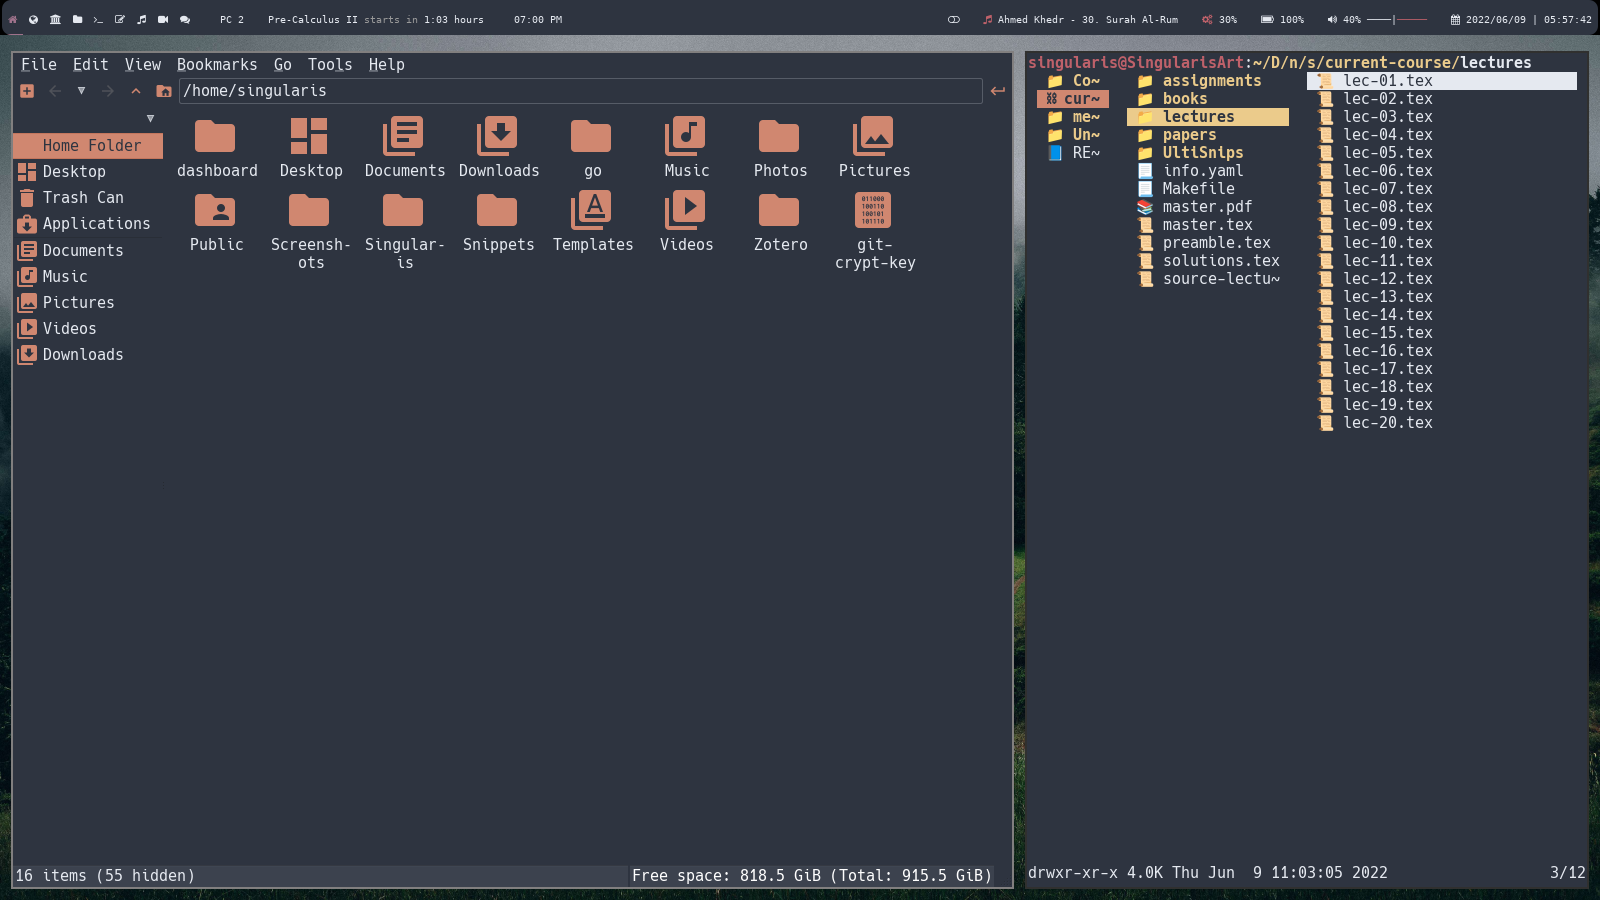 PC 2 Pre-Calculus II starts in 1:03 hours 07:00 PM Ahmed Khedr - 30. Surah Al-Rum 30% 100% 40% 2022/06/09 | 05:57:42
File Edit View Bookmarks Go Tools Help
/home/singularis
Home Folder
Desktop
Trash Can
Applications
Documents
Music
Pictures
Videos
Downloads
dashboard Desktop Documents Downloads go Music Photos Pictures
011000
100110
100101
101110
Public Screensh-
ots Singular-
is Snippets Templates Videos Zotero git-
crypt-key
16 items (55 hidden) Free space: 818.5 GiB (Total: 915.5 GiB)
singularis@SingularisArt:~/D/n/s/current-course/lectures
Co~
cur~
me~
Un~
RE~
assignments
books
lectures
papers
UltiSnips
info.yaml
Makefile
master.pdf
master.tex
preamble.tex
solutions.tex
source-lectu~
lec-01.tex
lec-02.tex
lec-03.tex
lec-04.tex
lec-05.tex
lec-06.tex
lec-07.tex
lec-08.tex
lec-09.tex
lec-10.tex
lec-11.tex
lec-12.tex
lec-13.tex
lec-14.tex
lec-15.tex
lec-16.tex
lec-17.tex
lec-18.tex
lec-19.tex
lec-20.tex
drwxr-xr-x 4.0K Thu Jun  9 11:03:05 2022 3/12